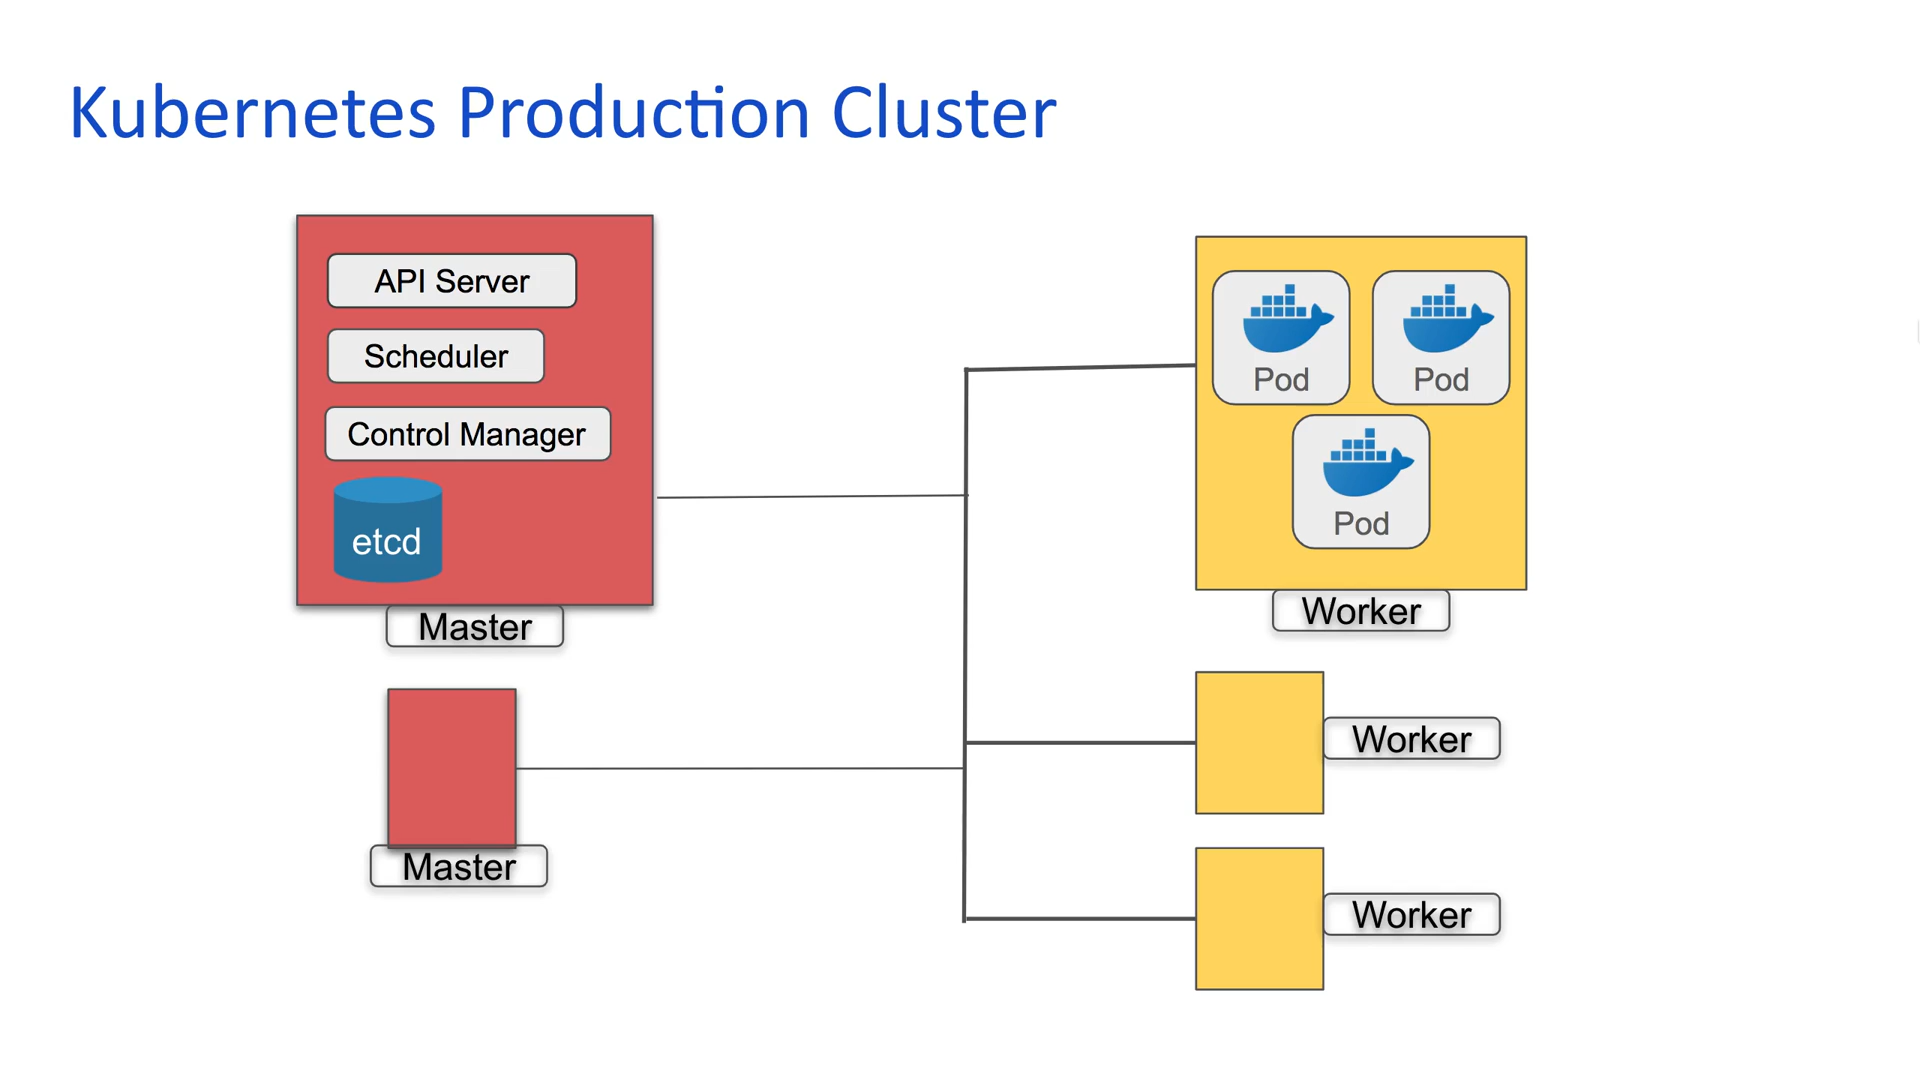 Kubernetes Production Cluster
API Server
Scheduler
Control Manager
etcd
Master
Master
Pod
Pod
Pod
Worker
Worker
Worker